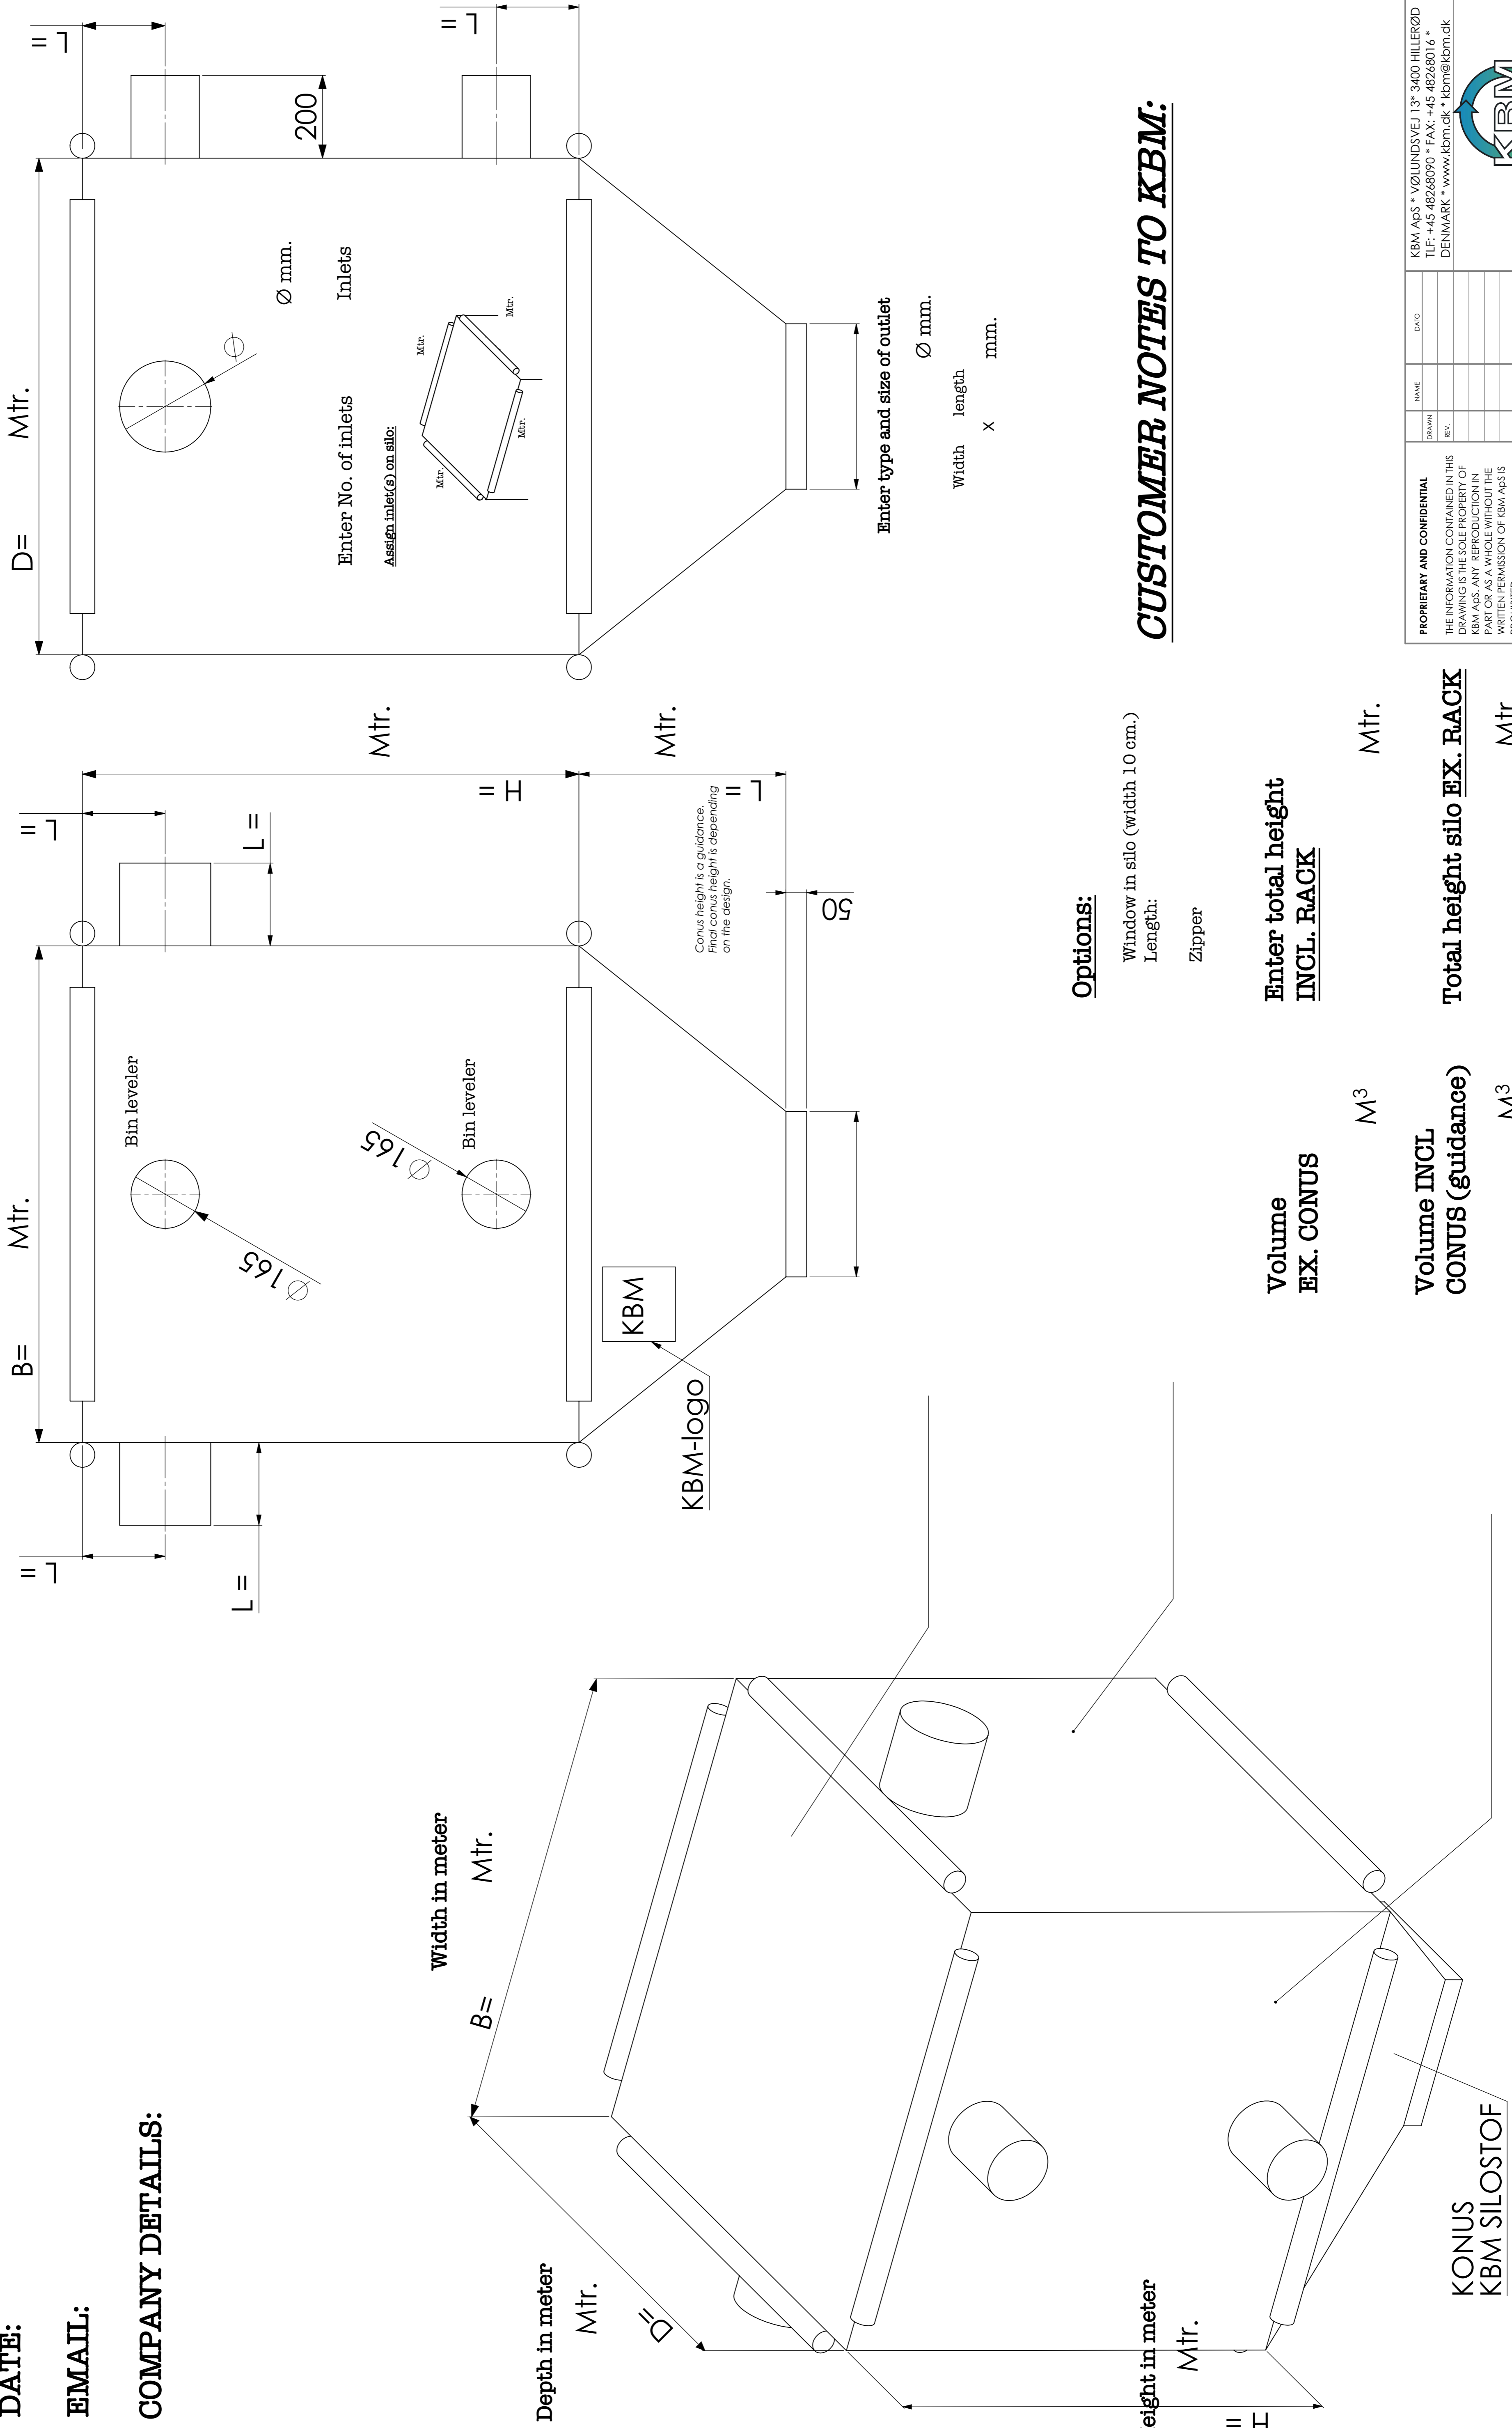 DATE:
EMAIL:
COMPANY DETAILS:
Width in meter
Mtr.
B=
Depth in meter
Mtr.
D=
eight in meter
Mtr.
H
=
KONUS
KBM SILOSTOF
B=
Mtr.
L =
L =
L =
L =
Bin leveler
Ø 165
Bin leveler
Ø 165
H =
Mtr.
L =
Mtr.
Conus height is a guidance.
Final conus height is depending
on the design.
50
KBM
KBM-logo
D=
Mtr.
L =
L =
200
Ø
Ø mm.
Enter No. of inlets
Inlets
Assign inlet(s) on silo:
Mtr.
Mtr.
Mtr.
Mtr.
Enter type and size of outlet
Ø mm.
Width length
X mm.
Options:
Window in silo (width 10 cm.)
Length:
Zipper
Volume
EX. CONUS
M³
Volume INCL
CONUS (guidance)
M³
Enter total height
INCL. RACK
Mtr.
Total height silo EX. RACK
Mtr
CUSTOMER NOTES TO KBM:
PROPRIETARY AND CONFIDENTIAL
THE INFORMATION CONTAINED IN THIS
DRAWING IS THE SOLE PROPERTY OF
KBM ApS. ANY REPRODUCTION IN
PART OR AS A WHOLE WITHOUT THE
WRITTEN PERMISSION OF KBM ApS IS
NAME
DATO
DRAWN
REV.
KBM ApS * VØLUNDSVEJ 13* 3400 HILLERØD
TLF: +45 48268090 * FAX: +45 48268016 *
DENMARK * www.kbm.dk * kbm@kbm.dk
KBM